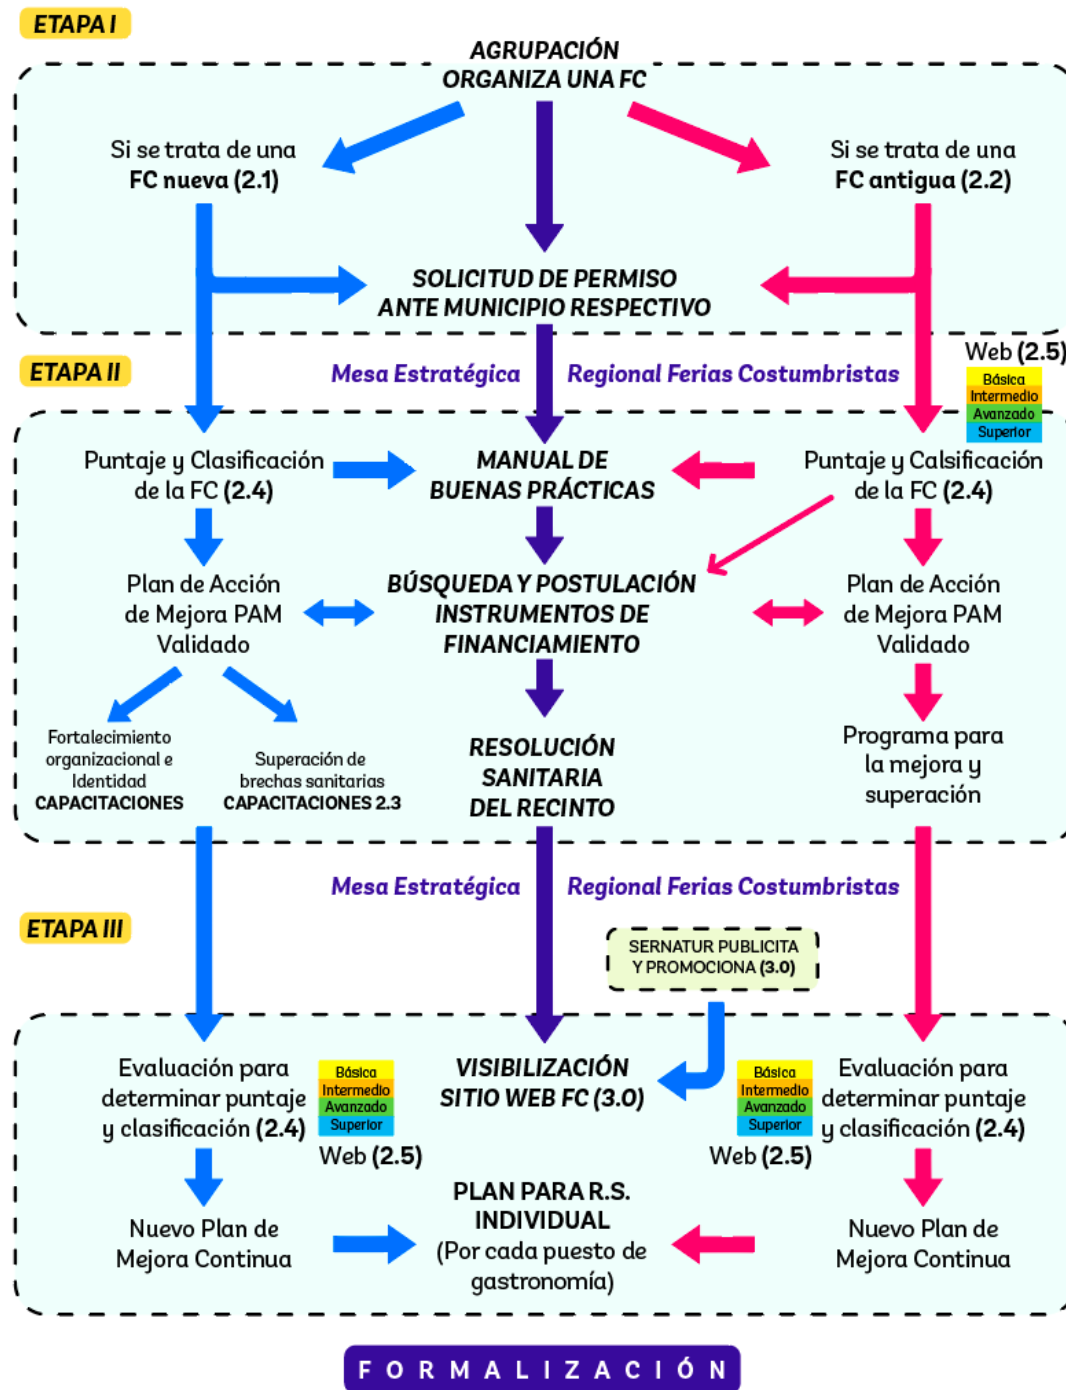 ETAPA I
AGRUPACIÓN
ORGANIZA UNA FC
Si se trata de una
FC nueva (2.1)
Si se trata de una
FC antigua (2.2)
SOLICITUD DE PERMISO
ANTE MUNICIPIO RESPECTIVO
ETAPA II
Mesa Estratégica
Regional Ferias Costumbristas
Web (2.5)
Básica
Intermedio
Avanzado
Superior
Puntaje y Clasificación
de la FC (2.4)
MANUAL DE
BUENAS PRÁCTICAS
Puntaje y Calsificación
de la FC (2.4)
Plan de Acción
de Mejora PAM
Validado
BÚSQUEDA Y POSTULACIÓN
INSTRUMENTOS DE
FINANCIAMIENTO
Plan de Acción
de Mejora PAM
Validado
Fortalecimiento
organizacional e
Identidad
CAPACITACIONES
Superación de
brechas sanitarias
CAPACITACIONES 2.3
RESOLUCIÓN
SANITARIA
DEL RECINTO
Programa para
la mejora y
superación
Mesa Estratégica
Regional Ferias Costumbristas
ETAPA III
SERNATUR PUBLICITA
Y PROMOCIONA (3.0)
Evaluación para
determinar puntaje
y clasificación (2.4)
Básica
Intermedio
Avanzado
Superior
Web (2.5)
VISIBILIZACIÓN
SITIO WEB FC (3.0)
Básica
Intermedio
Avanzado
Superior
Web (2.5)
Evaluación para
determinar puntaje
y clasificación (2.4)
Nuevo Plan de
Mejora Continua
PLAN PARA R.S.
INDIVIDUAL
(Por cada puesto de
gastronomía)
Nuevo Plan de
Mejora Continua
FORMALIZACIÓN